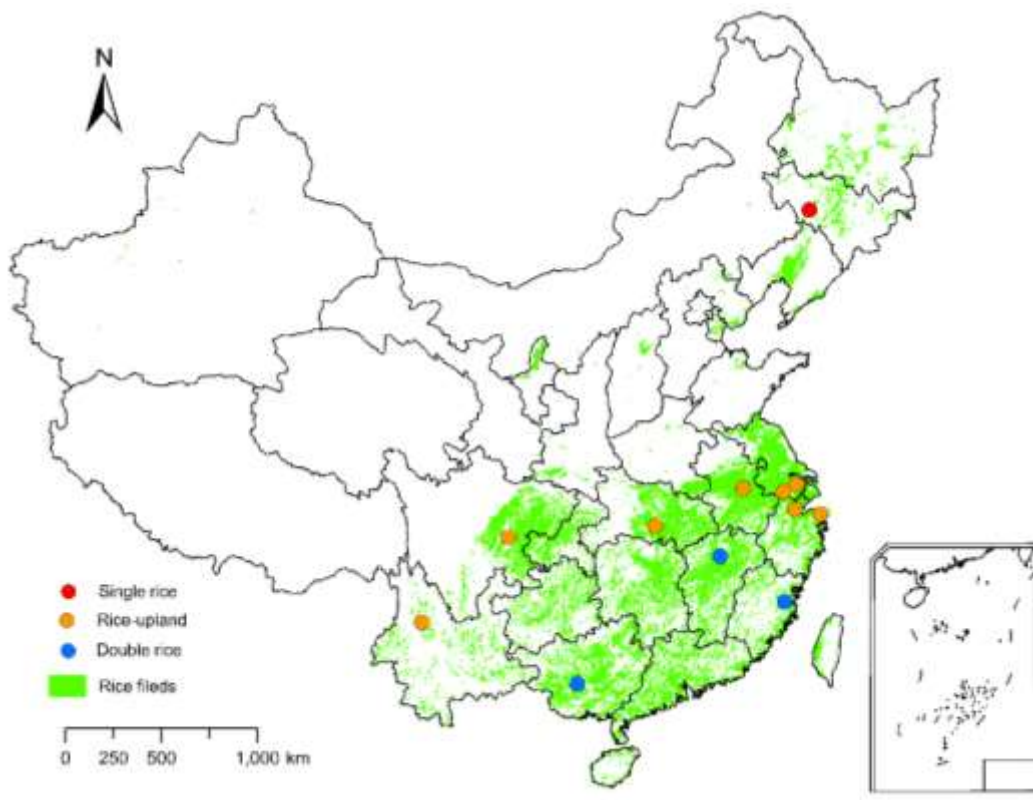 N
Single rice
Rice-upland
Double rice
Rice fileds
0 250 500 1,000 km